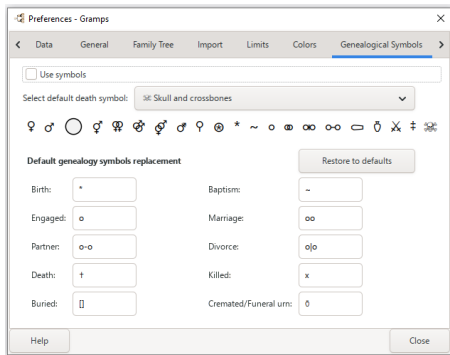 Preferences - Gramps
Data General Family Tree Import Limits Colors Genealogical Symbols
Use symbols
Select default death symbol: ☠ Skull and crossbones
♀ ♂ ◯ ⚥ ⚢ ⚣ ⚤ ⚦ ⚲ ⊛ * ~ o ⚭ ⚮ ⚯ ⚰ ⚱ ⚔ ‡ ☠
Default genealogy symbols replacement Restore to defaults
Birth: * Baptism: ~
Engaged: o Marriage: oo
Partner: o-o Divorce: o|o
Death: † Killed: x
Buried: [] Cremated/Funeral urn: ⚱
Help Close